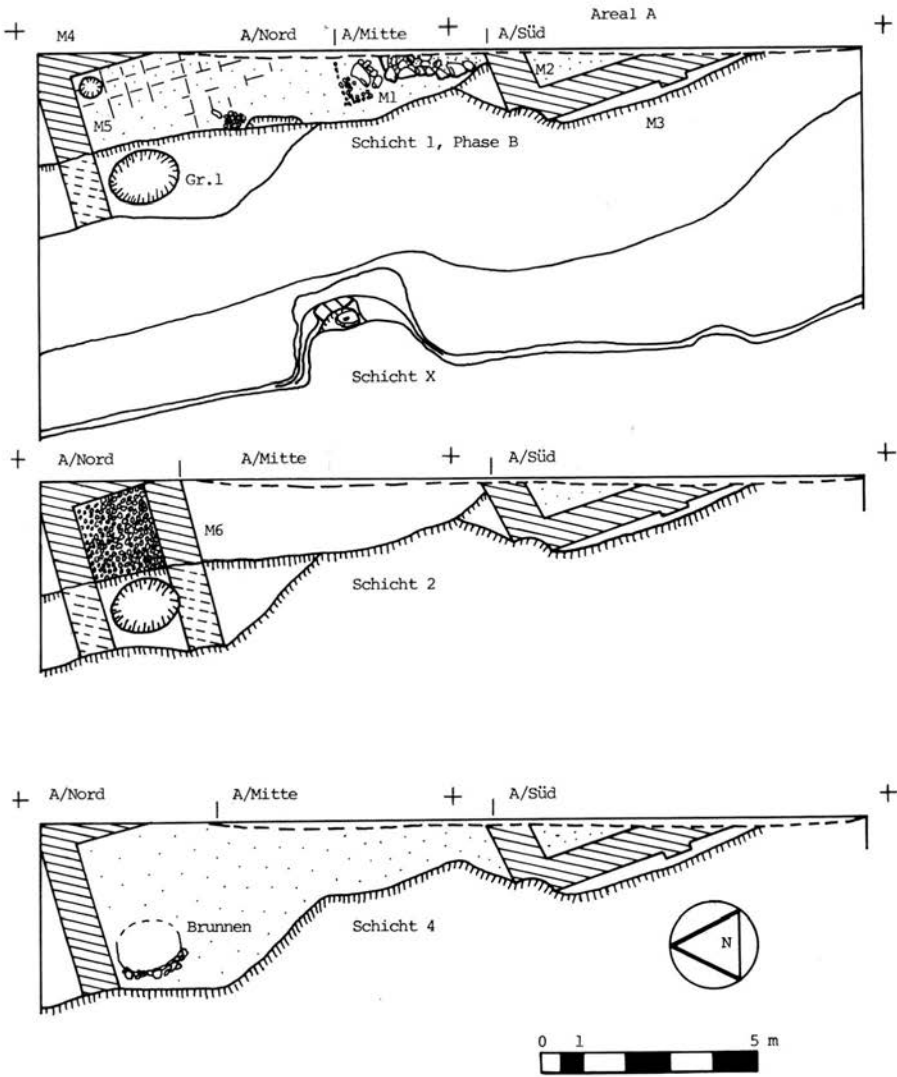 Areal A
M4 A/Nord A/Mitte A/Süd
M2
M1
M5 M3
Schicht 1, Phase B
Gr.1
Schicht X
A/Nord A/Mitte A/Süd
M6
Schicht 2
A/Nord A/Mitte A/Süd
Brunnen Schicht 4
N
0 1 5 m